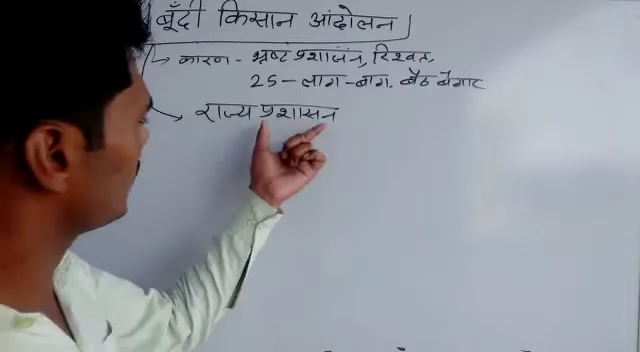 बूँदी किसान आंदोलन
कारण - भ्रष्ट प्रशासन, रिश्वत,
25 - लाग - बाग, बैठ बेगार
राज्य प्रशासन